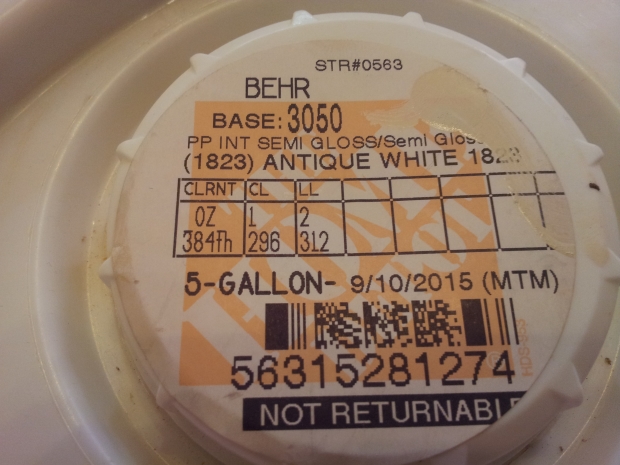 STR#0563
BEHR
BASE: 3050
PP INT SEMI GLOSS/Semi Glos
(1823) ANTIQUE WHITE 1823
CLRNT CL LL
OZ 1 2
384Th 296 312
5-GALLON- 9/10/2015 (MTM)
56315281274
NOT RETURNABLE